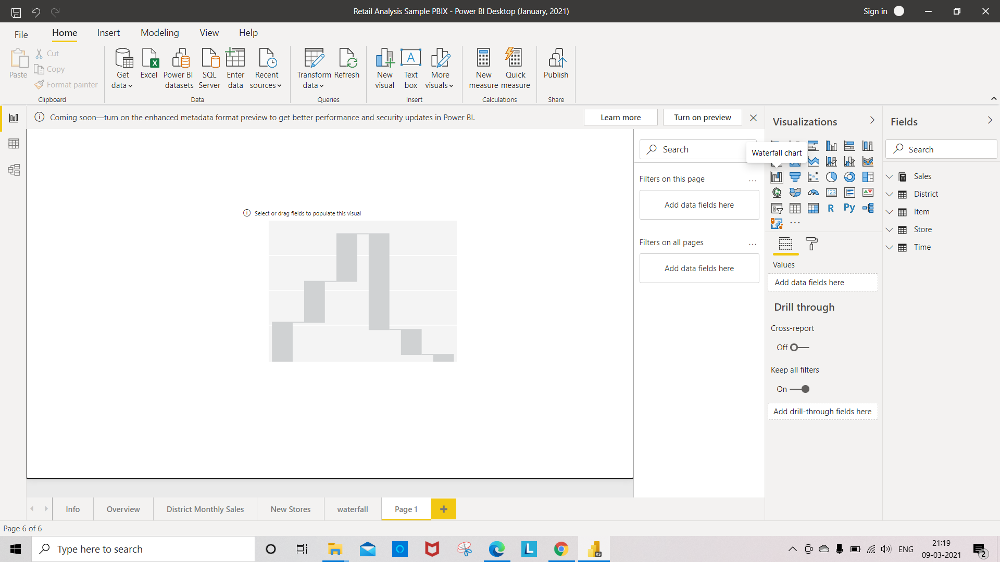 Retail Analysis Sample PBIX - Power BI Desktop (January, 2021)
Sign in
File
Home
Insert
Modeling
View
Help
Paste
Cut
Copy
Format painter
Clipboard
Get data
Excel
Power BI datasets
SQL Server
Enter data
Recent sources
Data
Transform data
Refresh
Queries
New visual
A
Text box
More visuals
Insert
New measure
Quick measure
Calculations
Publish
Share
Coming soon—turn on the enhanced metadata format preview to get better performance and security updates in Power BI.
Learn more
Turn on preview
Select or drag fields to populate this visual
Search
Filters on this page
...
Add data fields here
Filters on all pages
...
Add data fields here
Visualizations
Waterfall chart
123
R
Py
...
Values
Add data fields here
Drill through
Cross-report
Off
Keep all filters
On
Add drill-through fields here
Fields
Search
Sales
District
Item
Store
Time
Info
Overview
District Monthly Sales
New Stores
waterfall
Page 1
+
Page 6 of 6
Type here to search
L
RS
ENG
21:19
09-03-2021
2